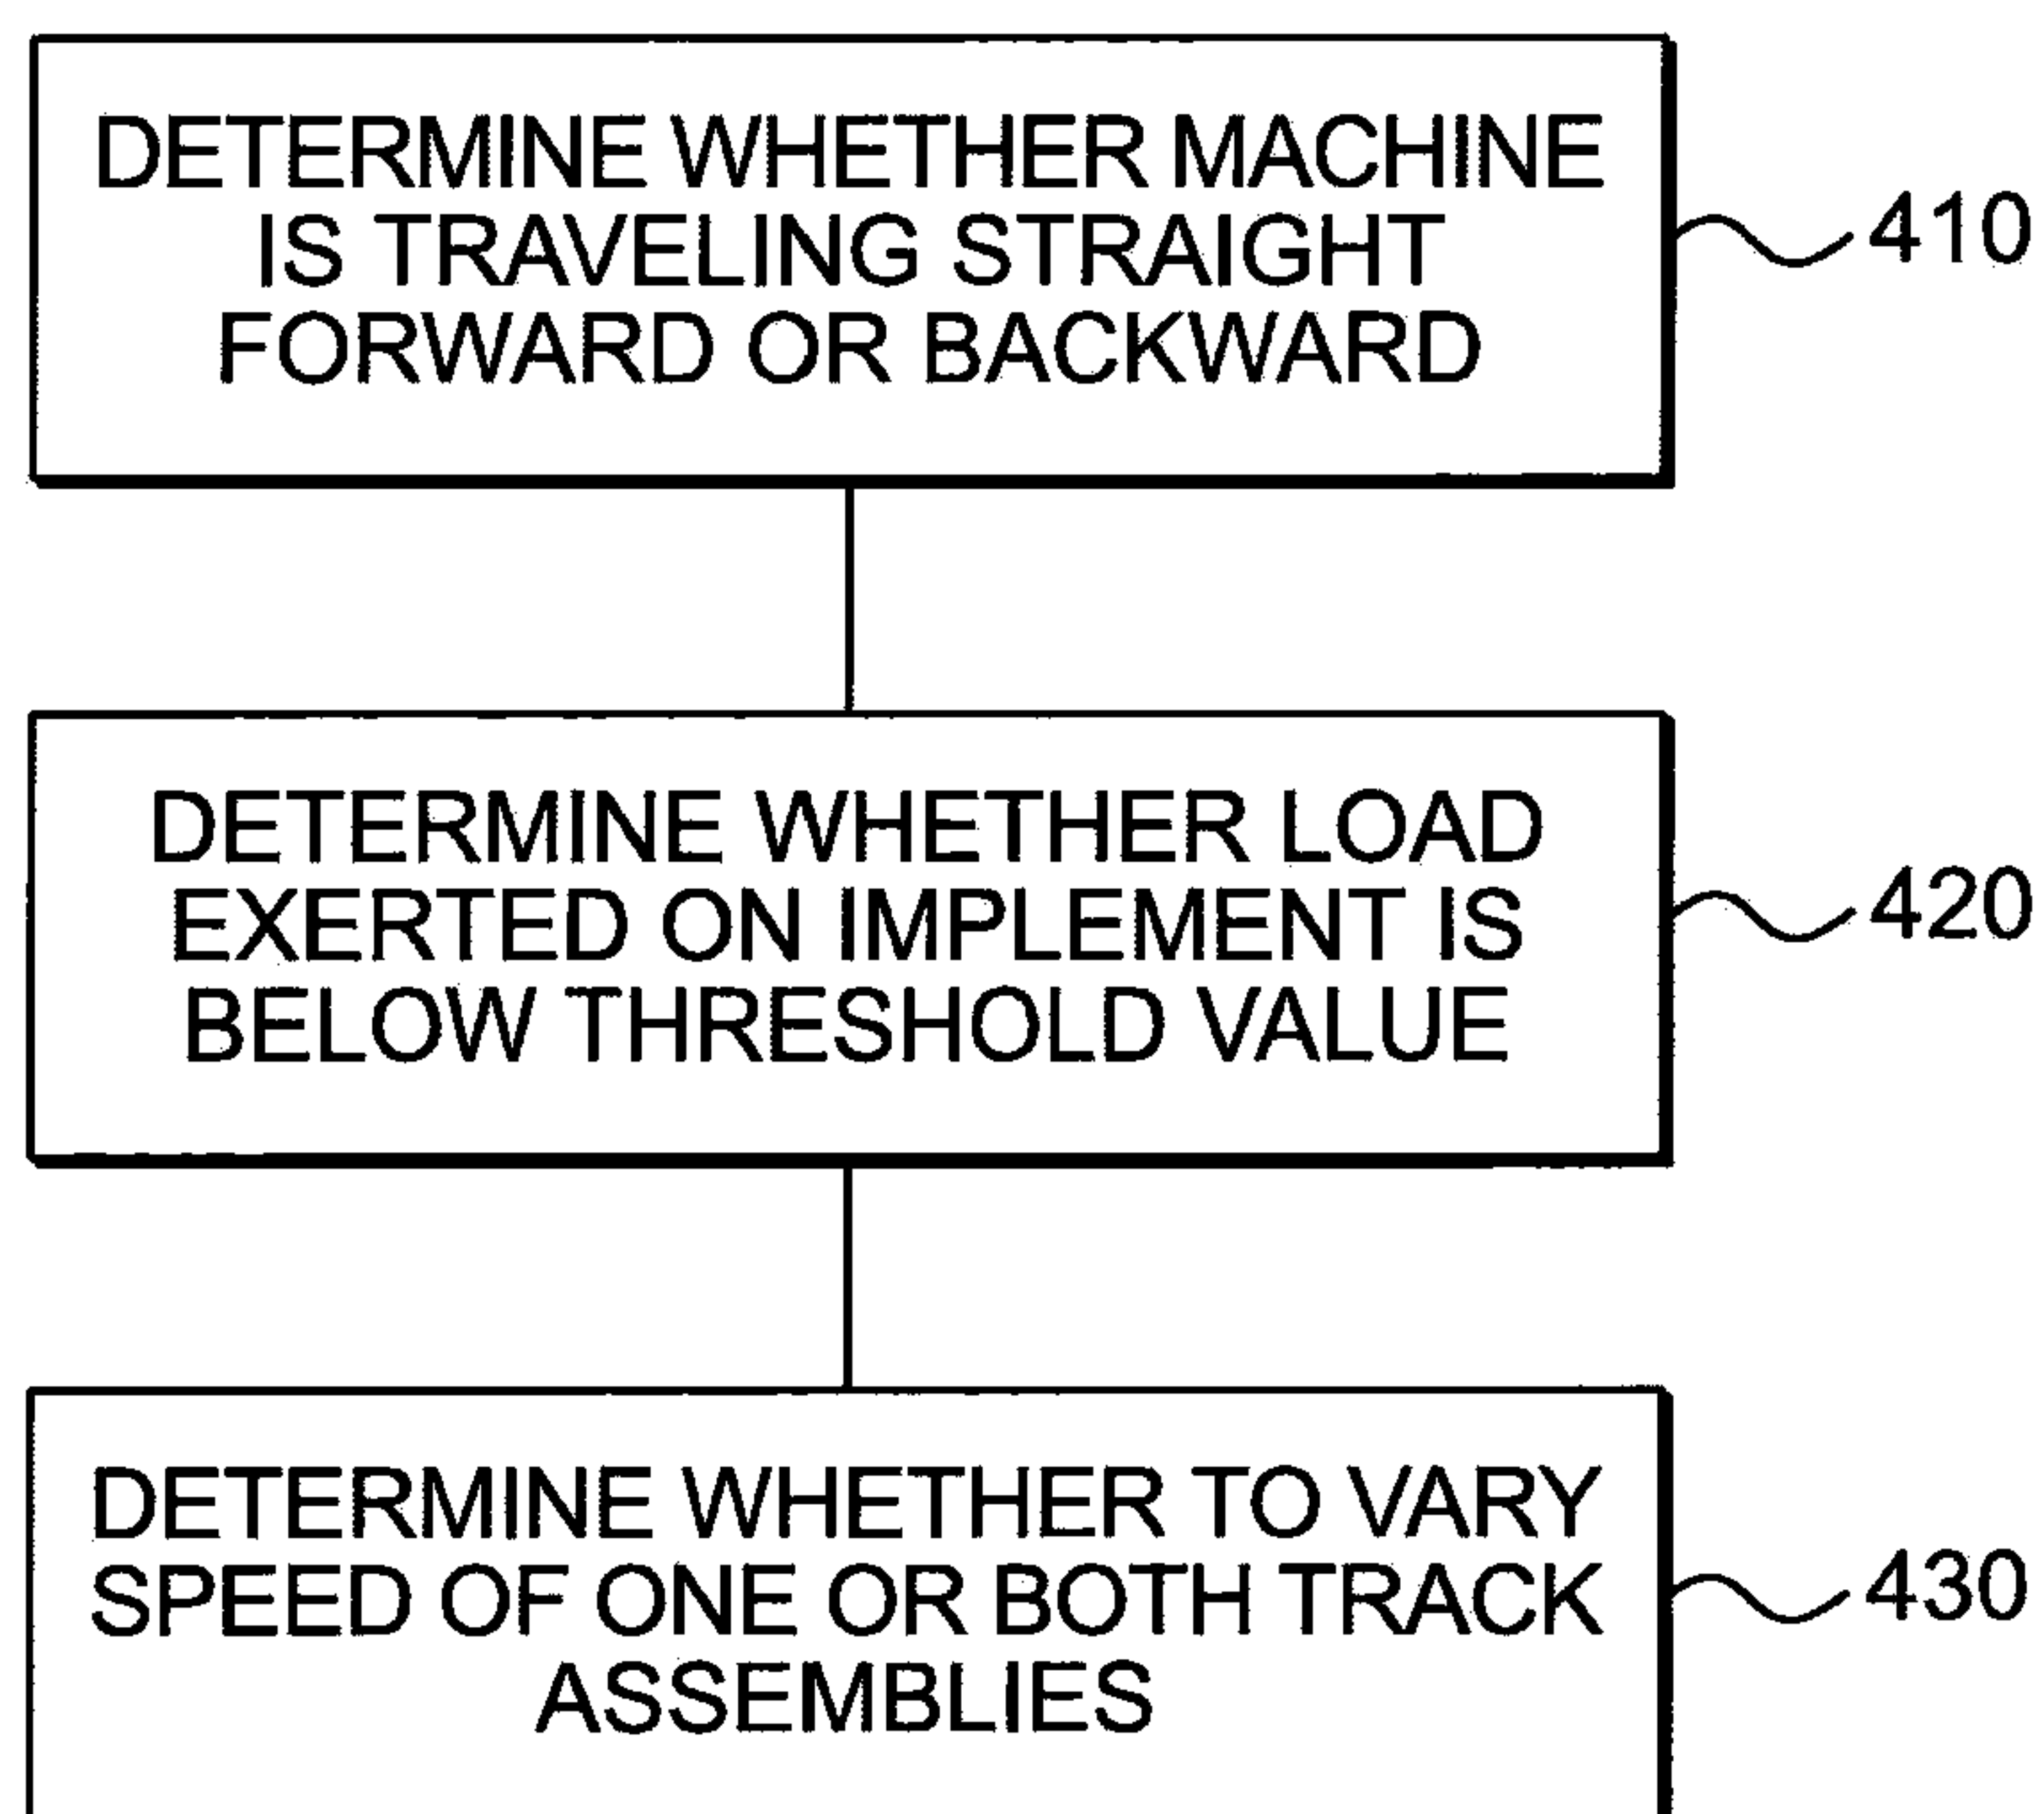 DETERMINE WHETHER MACHINE
IS TRAVELING STRAIGHT
FORWARD OR BACKWARD
410
DETERMINE WHETHER LOAD
EXERTED ON IMPLEMENT IS
BELOW THRESHOLD VALUE
420
DETERMINE WHETHER TO VARY
SPEED OF ONE OR BOTH TRACK
ASSEMBLIES
430